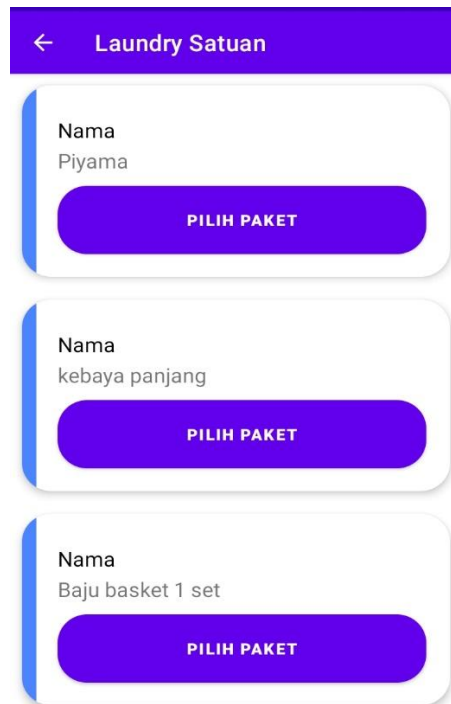 Laundry Satuan
Nama
Piyama
PILIH PAKET
Nama
kebaya panjang
PILIH PAKET
Nama
Baju basket 1 set
PILIH PAKET